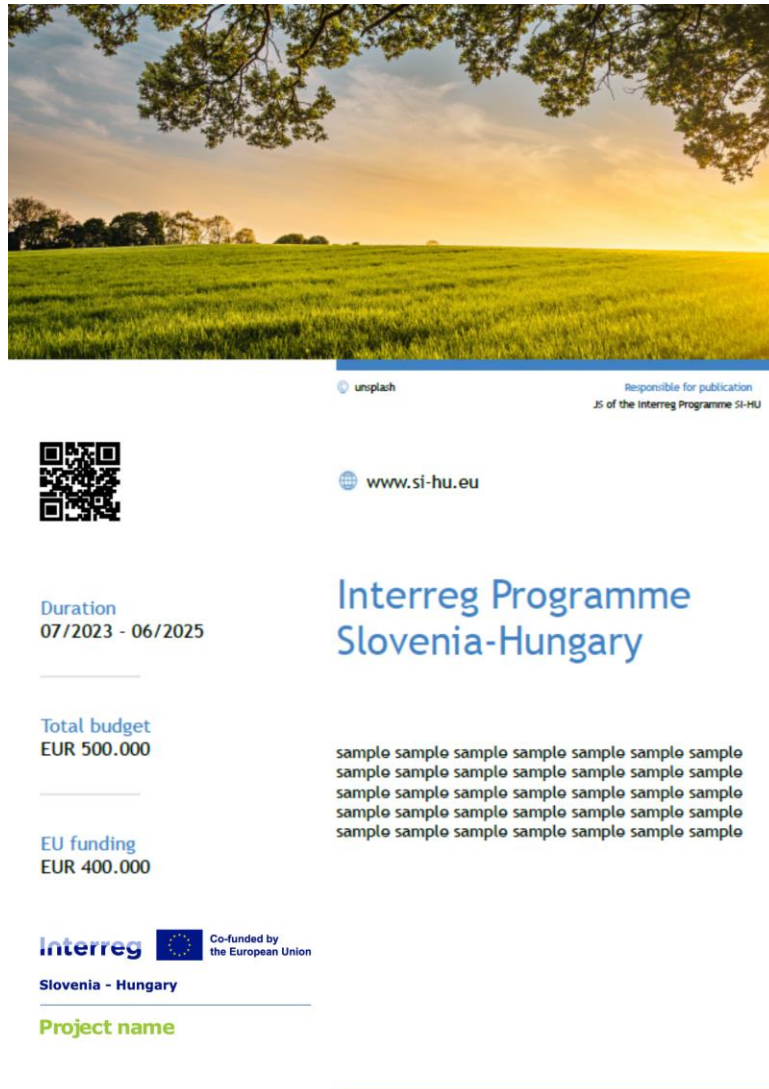 © unsplash
Responsible for publication
JS of the Interreg Programme SI-HU
www.si-hu.eu
Duration
07/2023 - 06/2025
Total budget
EUR 500.000
EU funding
EUR 400.000
Interreg Programme
Slovenia-Hungary
sample sample sample sample sample sample sample
sample sample sample sample sample sample sample
sample sample sample sample sample sample sample
sample sample sample sample sample sample sample
sample sample sample sample sample sample sample
Interreg
Co-funded by
the European Union
Slovenia - Hungary
Project name